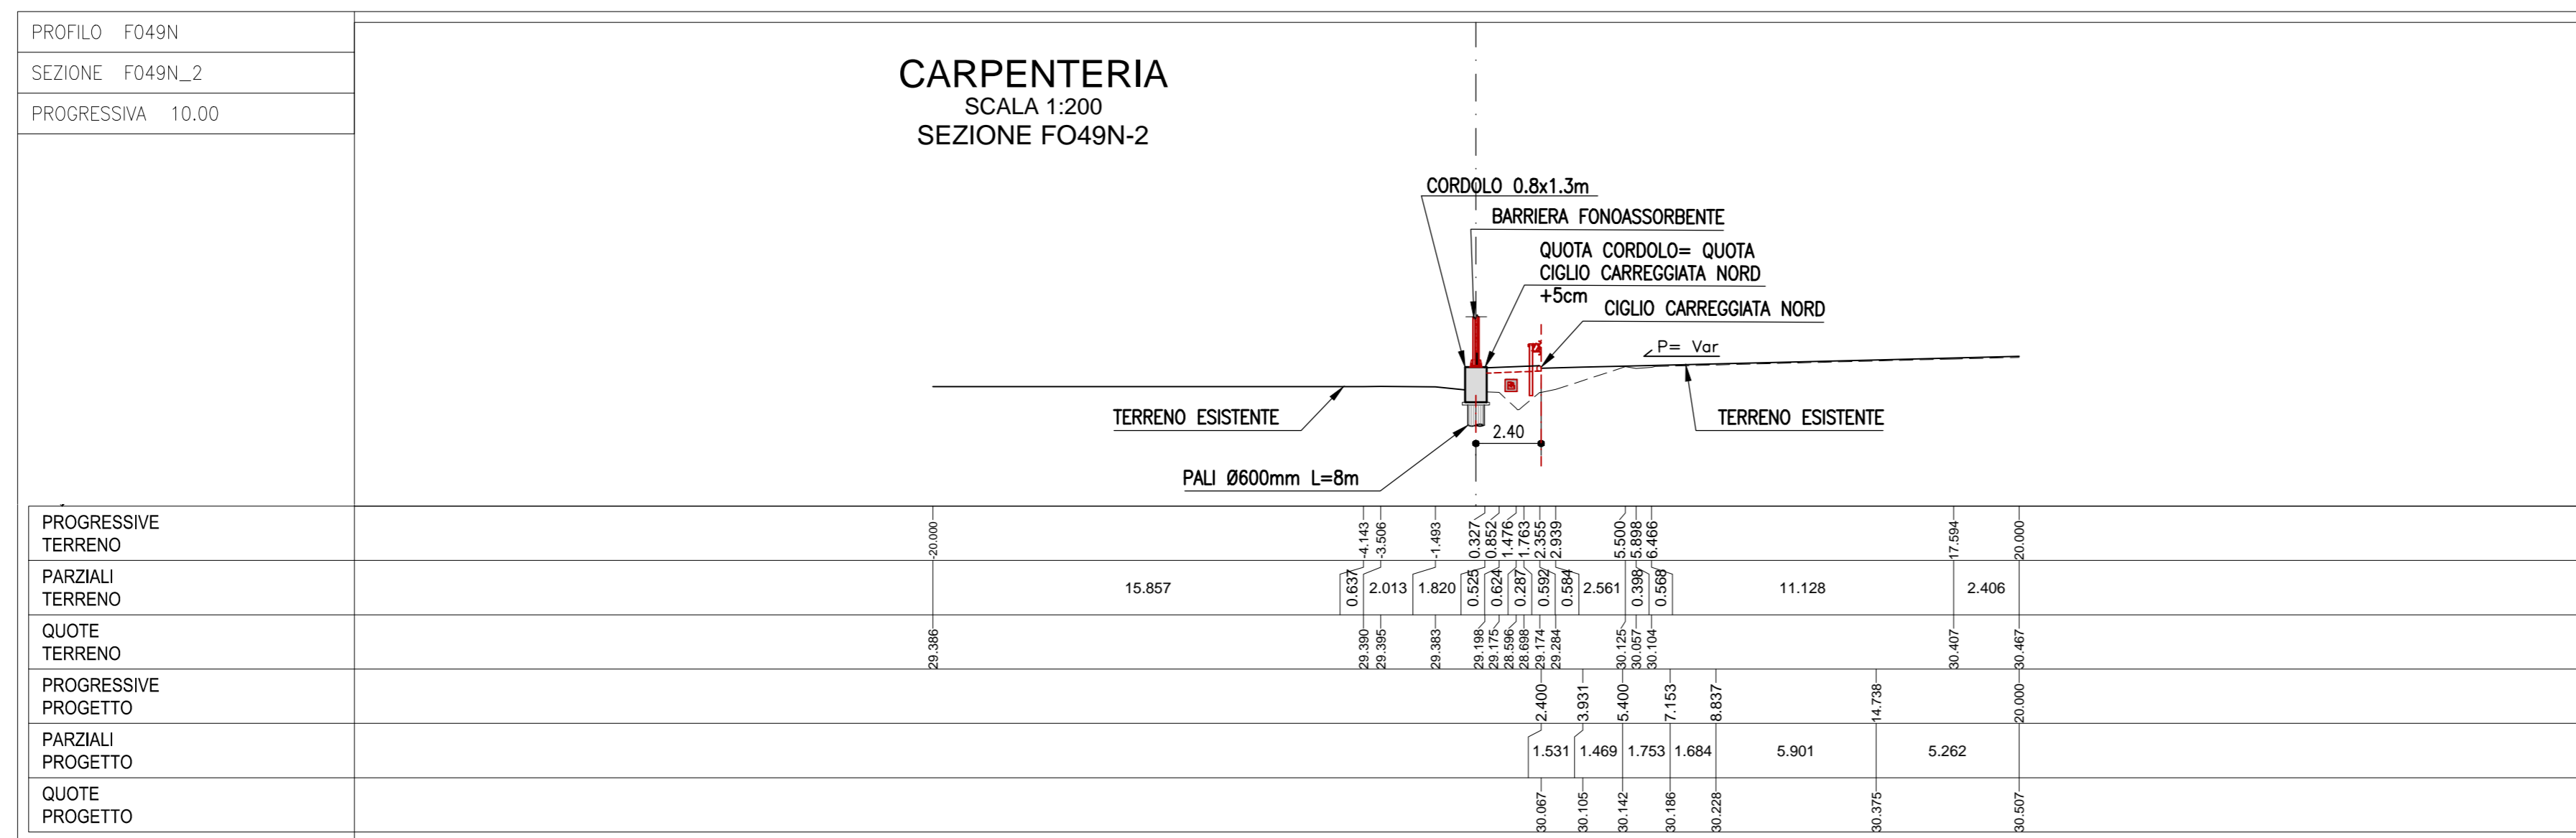 PROFILO F049N
SEZIONE F049N_2
PROGRESSIVA 10.00
CARPENTERIA
SCALA 1:200
SEZIONE FO49N-2
CORDOLO 0.8x1.3m
BARRIERA FONOASSORBENTE
QUOTA CORDOLO= QUOTA
CIGLIO CARREGGIATA NORD
+5cm
CIGLIO CARREGGIATA NORD
P= Var
TERRENO ESISTENTE
TERRENO ESISTENTE
2.40
PALI Ø600mm L=8m
PROGRESSIVE
TERRENO
-20.000 -4.143 -3.506 -1.493 0.327 0.852 1.476 1.763 2.355 2.939 5.500 5.898 6.466 17.594 20.000
PARZIALI
TERRENO
15.857 0.637 2.013 1.820 0.525 0.624 0.287 0.592 0.584 2.561 0.398 0.568 11.128 2.406
QUOTE
TERRENO
29.386 29.390 29.395 29.383 29.198 29.175 28.596 28.698 29.174 29.284 30.125 30.057 30.104 30.407 30.467
PROGRESSIVE
PROGETTO
2.400 3.931 5.400 7.153 8.837 14.738 20.000
PARZIALI
PROGETTO
1.531 1.469 1.753 1.684 5.901 5.262
QUOTE
PROGETTO
30.067 30.105 30.142 30.186 30.228 30.375 30.507